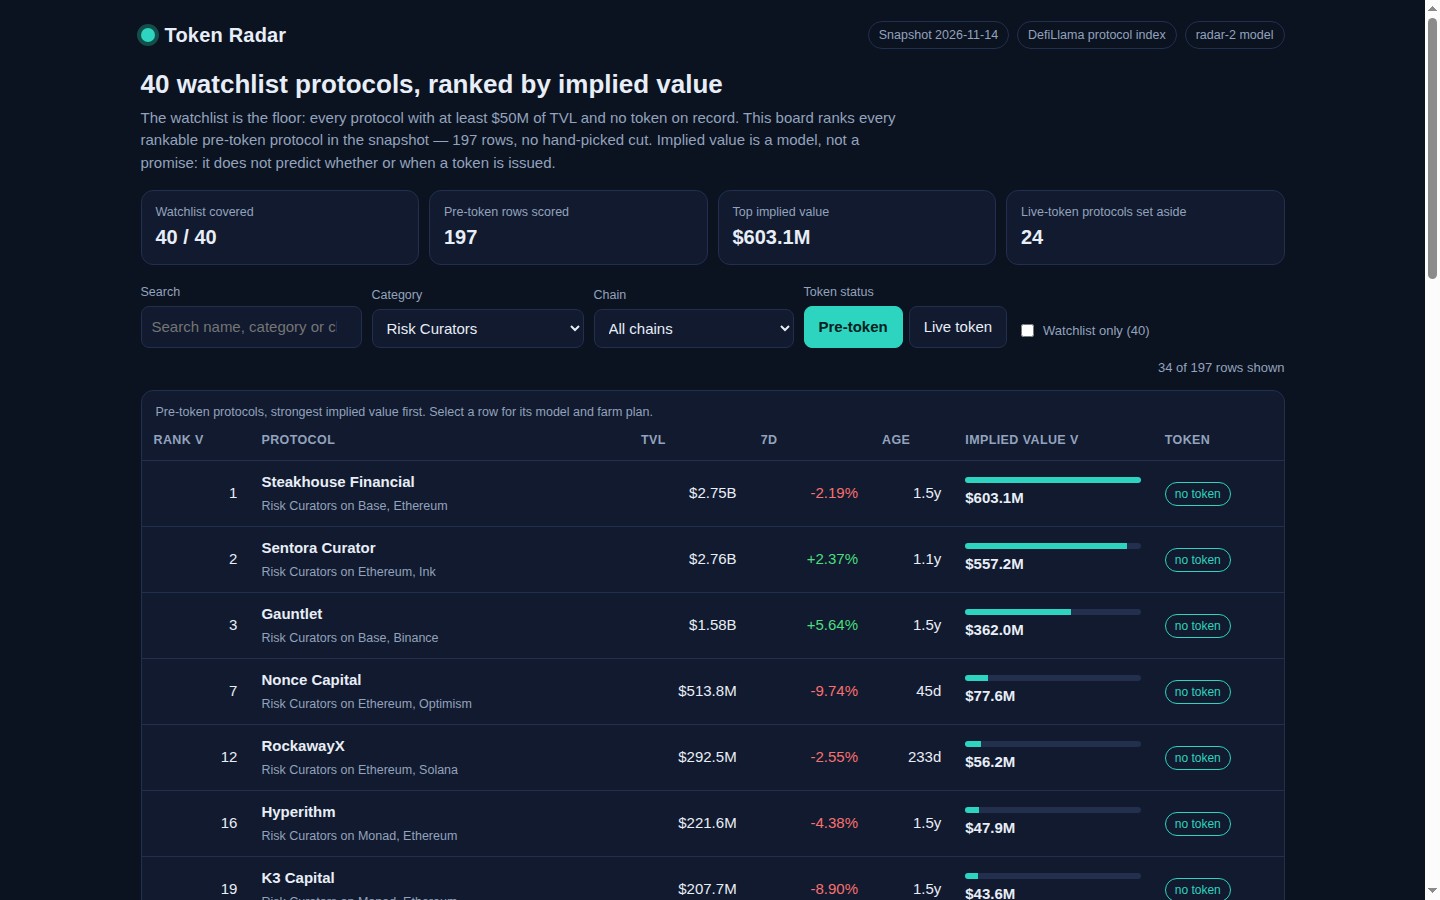 Token Radar
Snapshot 2026-11-14
DefiLlama protocol index
radar-2 model
40 watchlist protocols, ranked by implied value
The watchlist is the floor: every protocol with at least $50M of TVL and no token on record. This board ranks every
rankable pre-token protocol in the snapshot — 197 rows, no hand-picked cut. Implied value is a model, not a
promise: it does not predict whether or when a token is issued.
Watchlist covered
40 / 40
Pre-token rows scored
197
Top implied value
$603.1M
Live-token protocols set aside
24
Search
Search name, category or c
Category
Risk Curators
Chain
All chains
Token status
Pre-token
Live token
Watchlist only (40)
34 of 197 rows shown
Pre-token protocols, strongest implied value first. Select a row for its model and farm plan.
RANK V PROTOCOL TVL 7D AGE IMPLIED VALUE V TOKEN
1 Steakhouse Financial $2.75B -2.19% 1.5y $603.1M no token
Risk Curators on Base, Ethereum
2 Sentora Curator $2.76B +2.37% 1.1y $557.2M no token
Risk Curators on Ethereum, Ink
3 Gauntlet $1.58B +5.64% 1.5y $362.0M no token
Risk Curators on Base, Binance
7 Nonce Capital $513.8M -9.74% 45d $77.6M no token
Risk Curators on Ethereum, Optimism
12 RockawayX $292.5M -2.55% 233d $56.2M no token
Risk Curators on Ethereum, Solana
16 Hyperithm $221.6M -4.38% 1.5y $47.9M no token
Risk Curators on Monad, Ethereum
19 K3 Capital $207.7M -8.90% 1.5y $43.6M no token